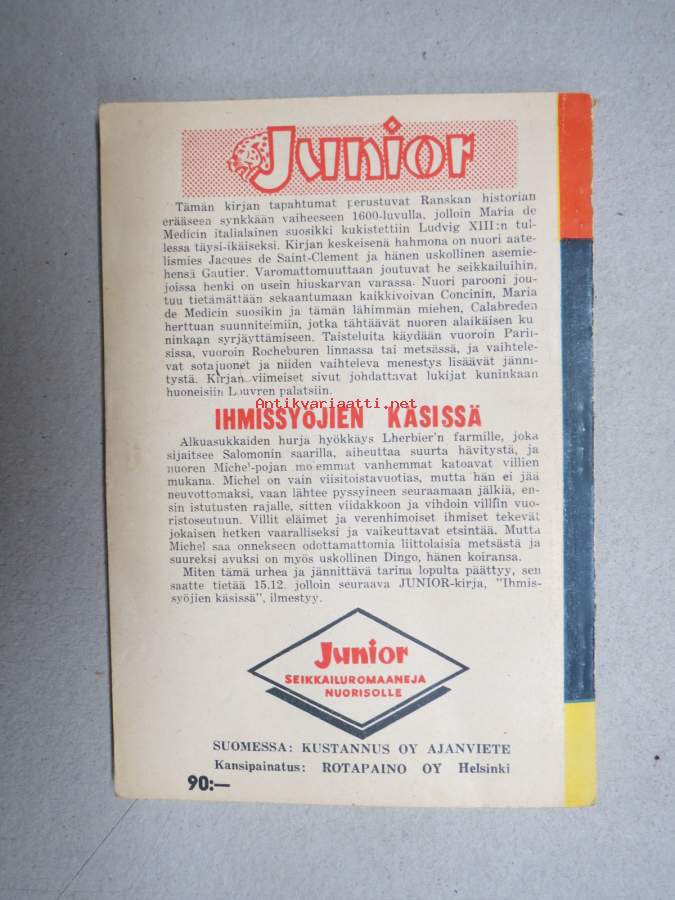 Junior
Tämän kirjan tapahtumat perustuvat Ranskan historian
erääseen synkkään vaiheeseen 1600-luvulla, jolloin Maria de
Medicin italialainen suosikki kukistettiin Ludvig XIII:n tul-
lessa täysi-ikäiseksi. Kirjan keskeisenä hahmona on nuori aate-
lismies Jacques de Saint-Clement ja hänen uskollinen asemie-
hensä Gautier. Varomattomuuttaan joutuvat he seikkailuihin,
joissa henki on usein hiuskarvan varassa. Nuori parooni jou-
tuu tietämättään sekaantumaan kaikkivoivan Concinin, Maria
de Medicin suosikin ja tämän lähimmän miehen, Calabreden
herttuan suunnitelmiin, jotka tähtäävät nuoren alaikäisen ku
ninkaan syrjäyttämiseen. Taisteluita käydään vuoroin Parii-
sissa, vuoroin Rocheburen linnassa tai metsässä, ja vaihtele-
vat sotajuonet ja niiden vaihteleva menestys lisäävät jänni-
tystä. Kirjan viimeiset sivut johdattavat lukijat kuninkaan
huoneisiin Louvren palatsiin.
Antikvariaatti.net
IHMISSYÖJIEN KÄSISSÄ
Alkuasukkaiden hurja hyökkäys Lherbier'n farmille, joka
sijaitsee Salomonin saarilla, aiheuttaa suurta hävitystä, ja
nuoren Michel-pojan molemmat vanhemmat katoavat villien
mukana. Michel on vain viisitoistavuotias, mutta hän ei jää
neuvottomaksi, vaan lähtee pyssyineen seuraamaan jälkiä, en-
sin istutusten rajalle, sitten viidakkoon ja vihdoin villiin vuo-
ristoseutuun. Villit eläimet ja verenhimoiset ihmiset tekevät
jokaisen hetken vaaralliseksi ja vaikeuttavat etsintää. Mutta
Michel saa onnekseen odottamattomia liittolaisia metsästä ja
suureksi avuksi on myös uskollinen Dingo, hänen koiransa.
Miten tämä urhea ja jännittävä tarina lopulta päättyy, sen
saatte tietää 15.12. jolloin seuraava JUNIOR-kirja, "Ihmis-
syöjien käsissä", ilmestyy.
Junior
SEIKKAILUROMAANEJA
NUORISOLLE
SUOMESSA: KUSTANNUS OY AJANVIETE
Kansipainatus: ROTAPAINO OY Helsinki
90:—